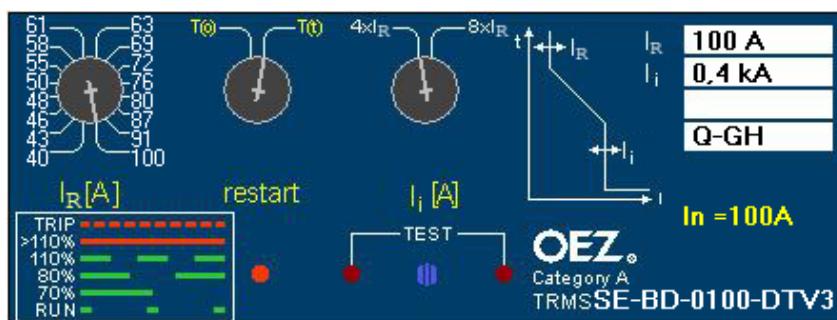 61 63
58 69
55 72
50 76
48 80
46 87
43 91
40 100
IR[A]
T(o) T(t)
restart
4xIR 8xIR
Ii [A]
t IR
Ii
I
IR 100 A
Ii 0,4 kA
Q-GH
In =100A
TRIP
>110%
110%
80%
70%
RUN
TEST
OEZ®
Category A
TRMS SE-BD-0100-DTV3